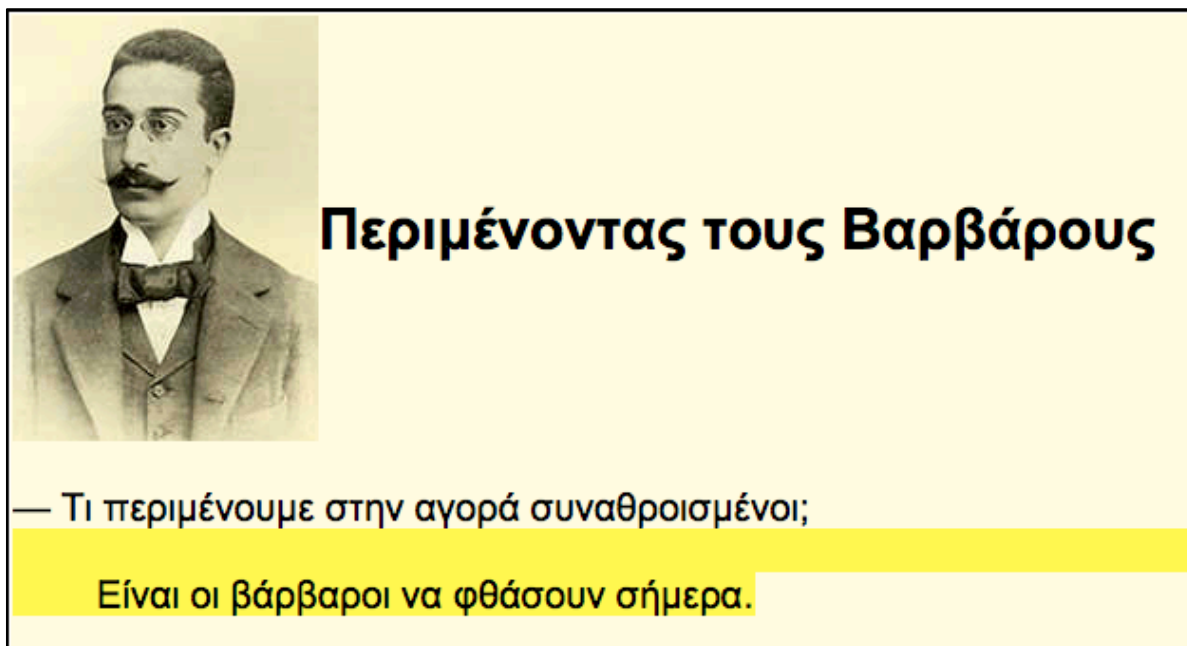 Περιμένοντας τους Βαρβάρους
— Τι περιμένουμε στην αγορά συναθροισμένοι;
Είναι οι βάρβαροι να φθάσουν σήμερα.